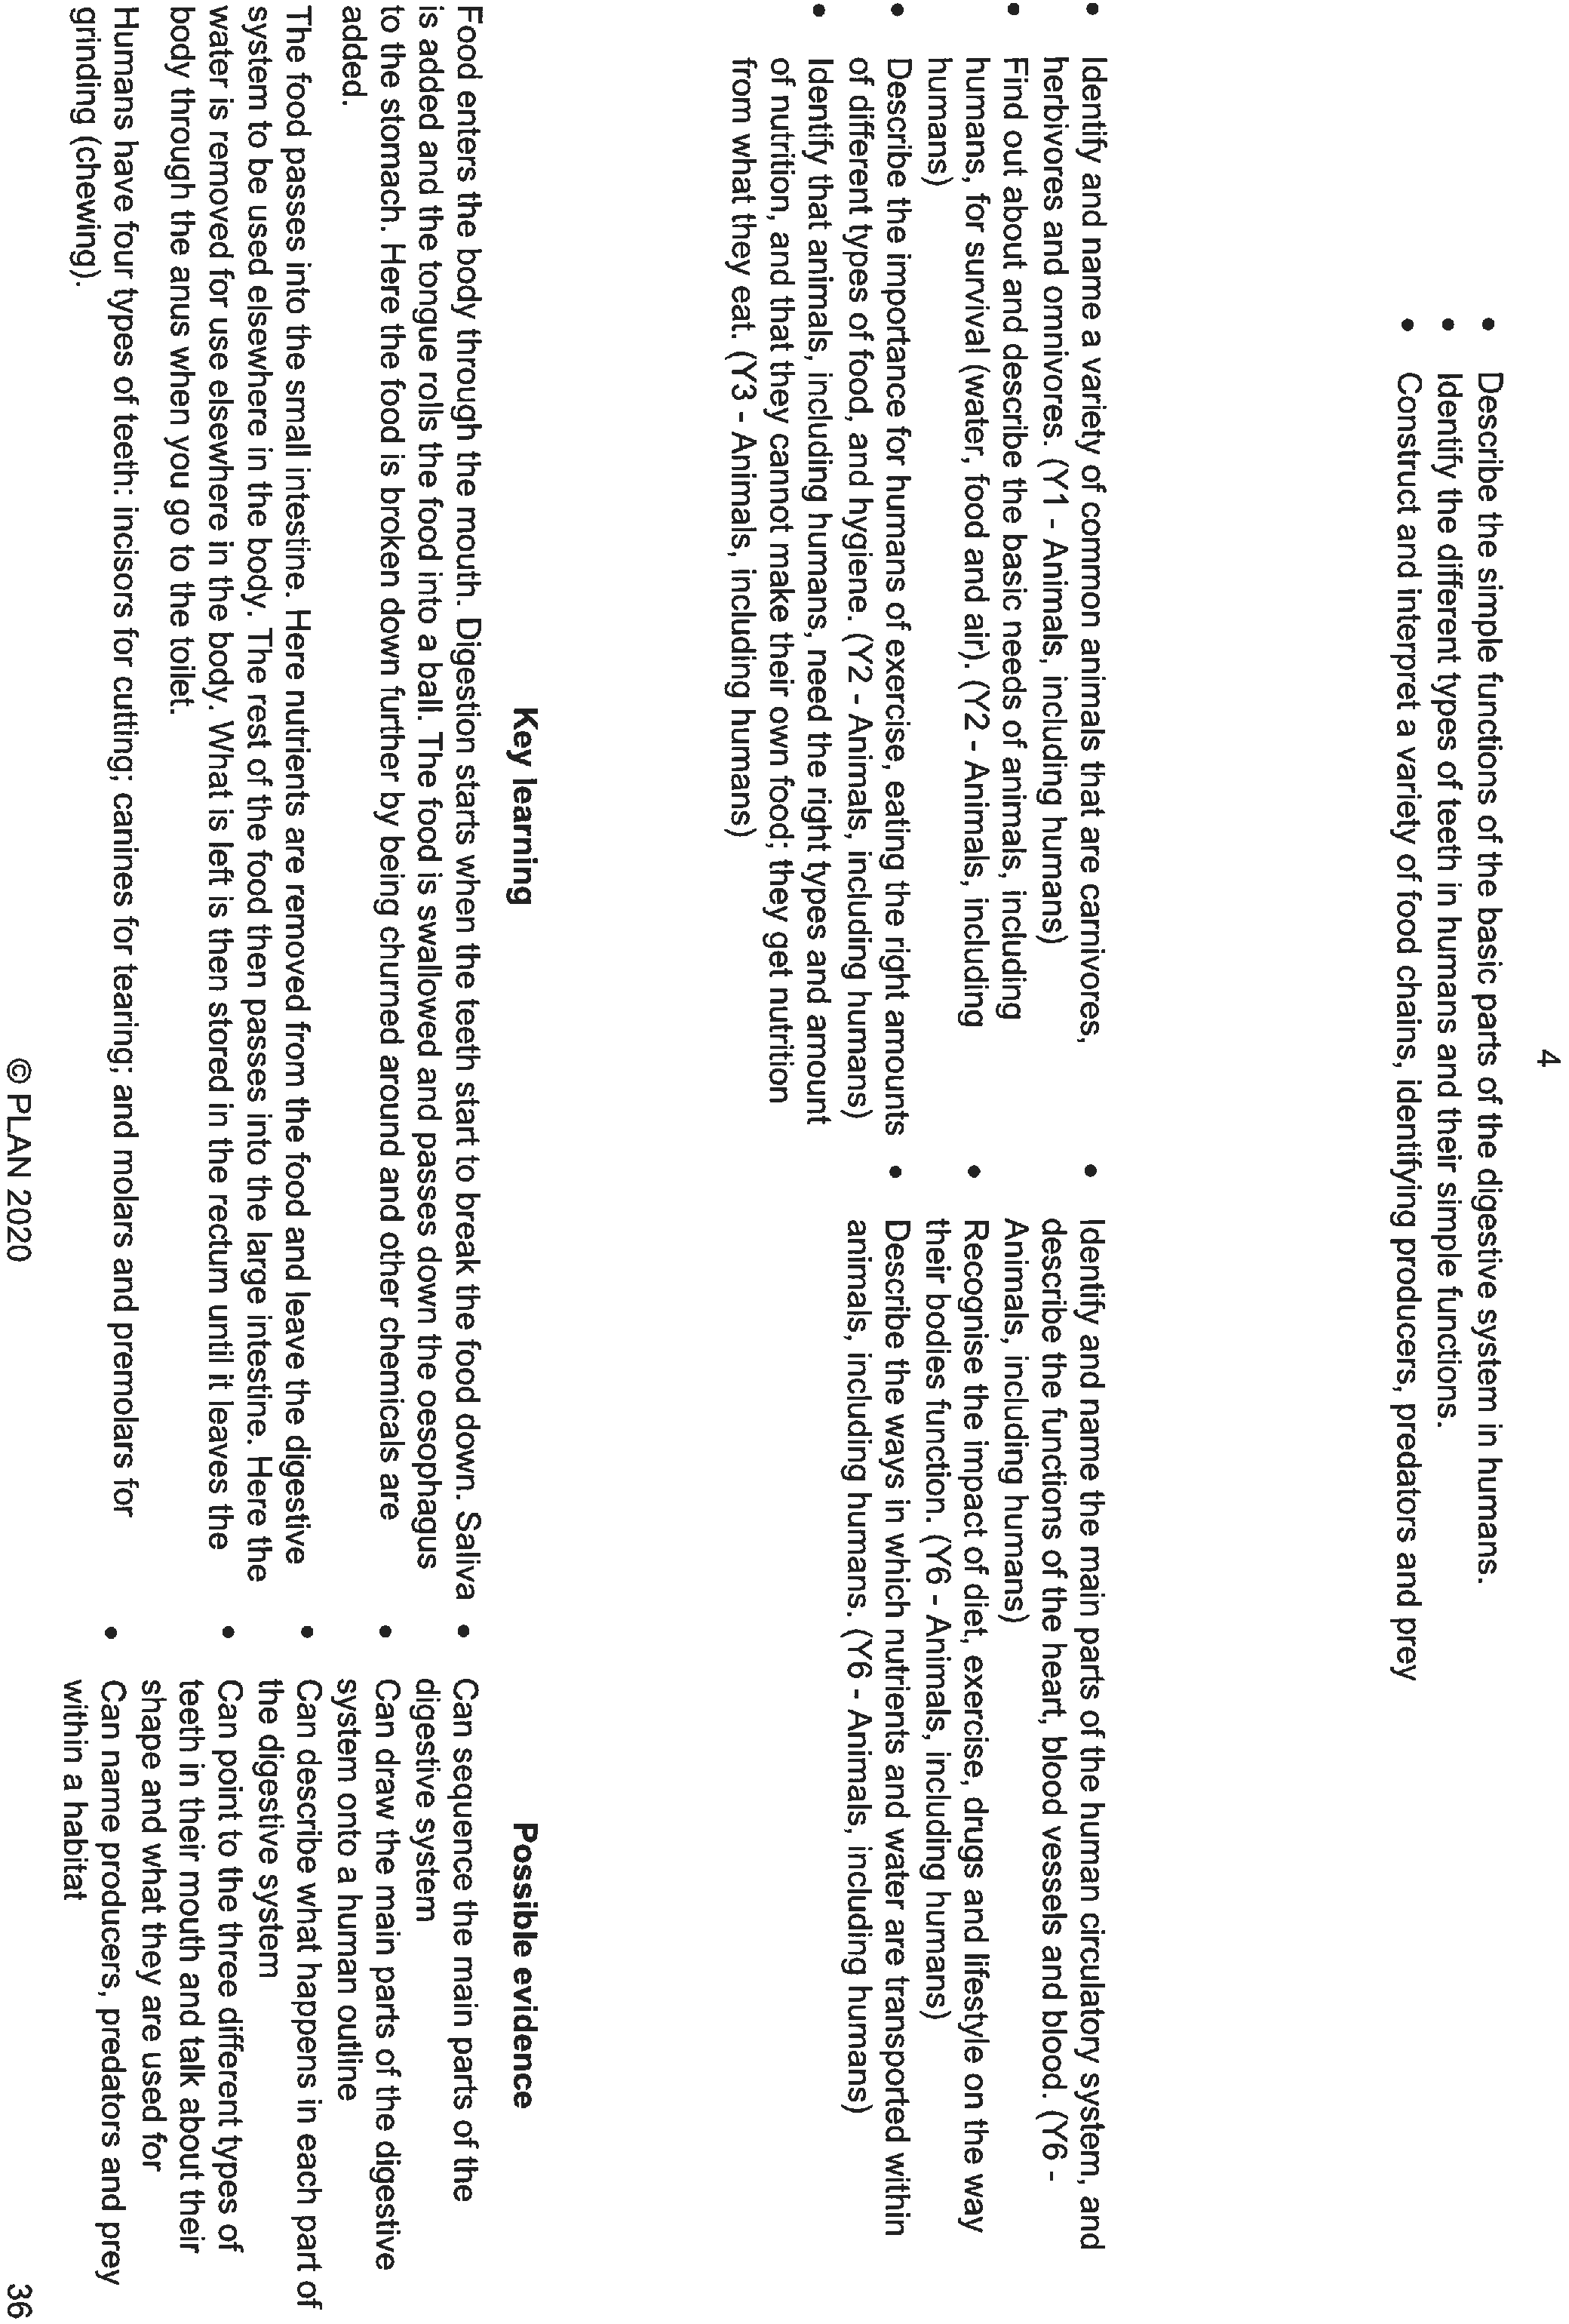 4
• Describe the simple functions of the basic parts of the digestive system in humans.
• Identify the different types of teeth in humans and their simple functions.
• Construct and interpret a variety of food chains, identifying producers, predators and prey
• Identify and name a variety of common animals that are carnivores,
herbivores and omnivores. (Y1 - Animals, including humans)
• Find out about and describe the basic needs of animals, including
humans, for survival (water, food and air). (Y2 - Animals, including
humans)
• Describe the importance for humans of exercise, eating the right amounts
of different types of food, and hygiene. (Y2 - Animals, including humans)
• Identify that animals, including humans, need the right types and amount
of nutrition, and that they cannot make their own food; they get nutrition
from what they eat. (Y3 - Animals, including humans)
• Identify and name the main parts of the human circulatory system, and
describe the functions of the heart, blood vessels and blood. (Y6 -
Animals, including humans)
• Recognise the impact of diet, exercise, drugs and lifestyle on the way
their bodies function. (Y6 - Animals, including humans)
• Describe the ways in which nutrients and water are transported within
animals, including humans. (Y6 - Animals, including humans)
Key learning
Food enters the body through the mouth. Digestion starts when the teeth start to break the food down. Saliva
is added and the tongue rolls the food into a ball. The food is swallowed and passes down the oesophagus
to the stomach. Here the food is broken down further by being churned around and other chemicals are
added.
The food passes into the small intestine. Here nutrients are removed from the food and leave the digestive
system to be used elsewhere in the body. The rest of the food then passes into the large intestine. Here the
water is removed for use elsewhere in the body. What is left is then stored in the rectum until it leaves the
body through the anus when you go to the toilet.
Humans have four types of teeth: incisors for cutting; canines for tearing; and molars and premolars for
grinding (chewing).
Possible evidence
• Can sequence the main parts of the
digestive system
• Can draw the main parts of the digestive
system onto a human outline
• Can describe what happens in each part of
the digestive system
• Can point to the three different types of
teeth in their mouth and talk about their
shape and what they are used for
• Can name producers, predators and prey
within a habitat
© PLAN 2020
36